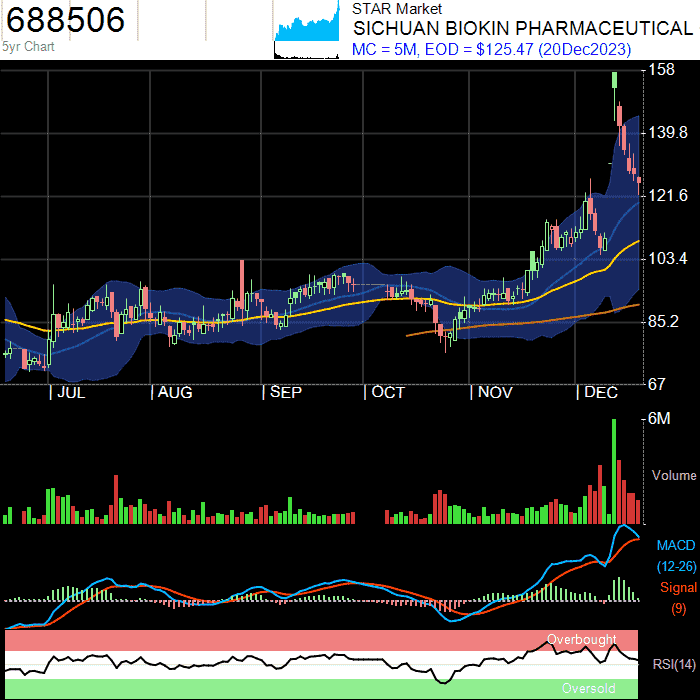 688506
5yr Chart
STAR Market
SICHUAN BIOKIN PHARMACEUTICAL
MC = 5M, EOD = $125.47 (20Dec2023)
158
139.8
121.6
103.4
85.2
67
JUL AUG SEP OCT NOV DEC
6M
Volume
MACD
(12-26)
Signal
(9)
Overbought
RSI(14)
Oversold